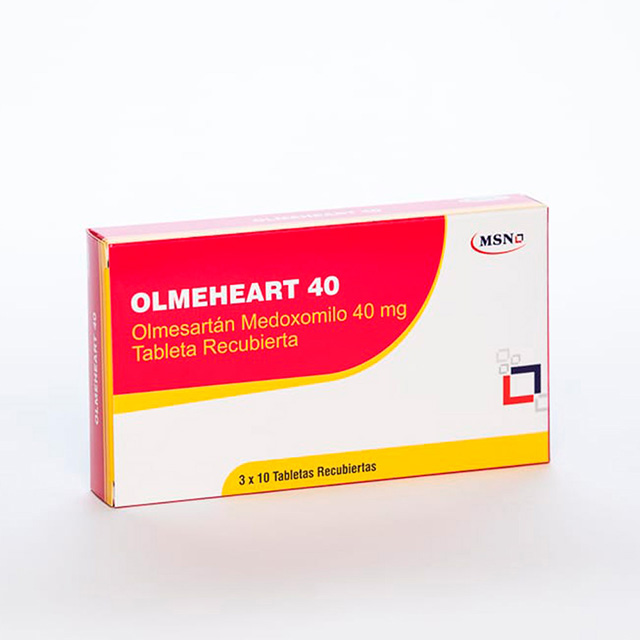 OLMEHEART 40
MSN
OLMEHEART 40
Olmesartán Medoxomilo 40 mg
Tableta Recubierta
OLMEHEART 40
3 x 10 Tabletas Recubiertas